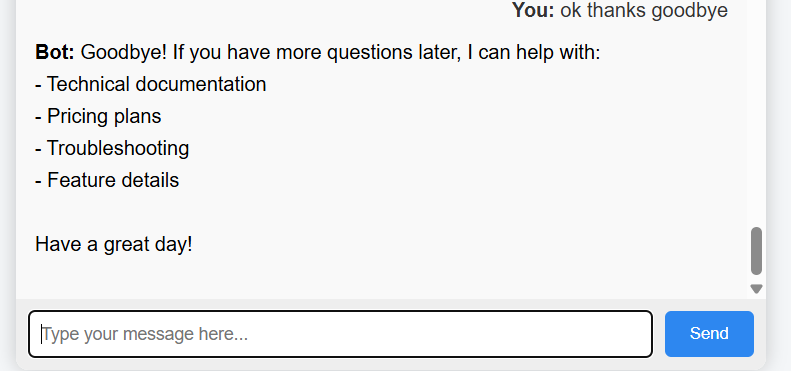 You: ok thanks goodbye
Bot: Goodbye! If you have more questions later, I can help with:
- Technical documentation
- Pricing plans
- Troubleshooting
- Feature details
Have a great day!
Type your message here...
Send